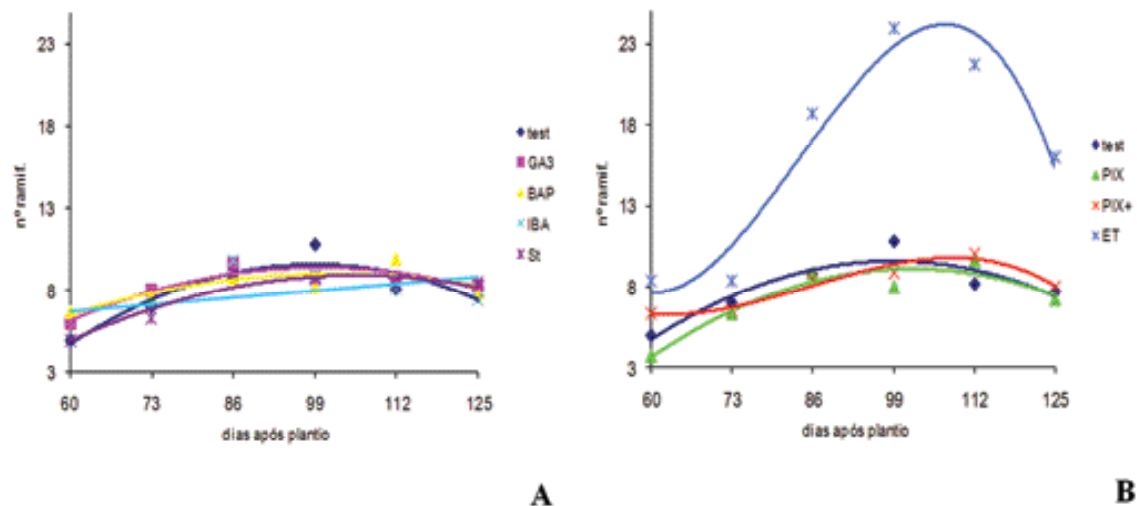 23
18
13
8
3
nº ramif.
60 73 86 99 112 125
dias após plantio
test
GA3
BAP
IBA
St
A
23
18
13
8
3
nº ramif.
60 73 86 99 112 125
dias após plantio
test
PIX
PIX+
ET
B